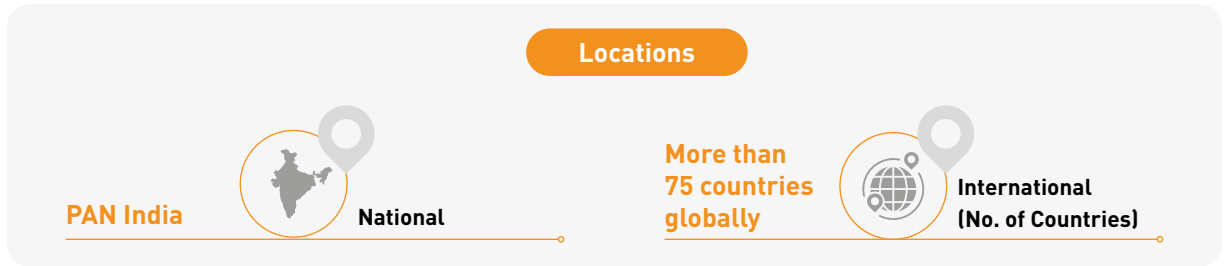 Locations
PAN India
National
More than
75 countries
globally
International
(No. of Countries)